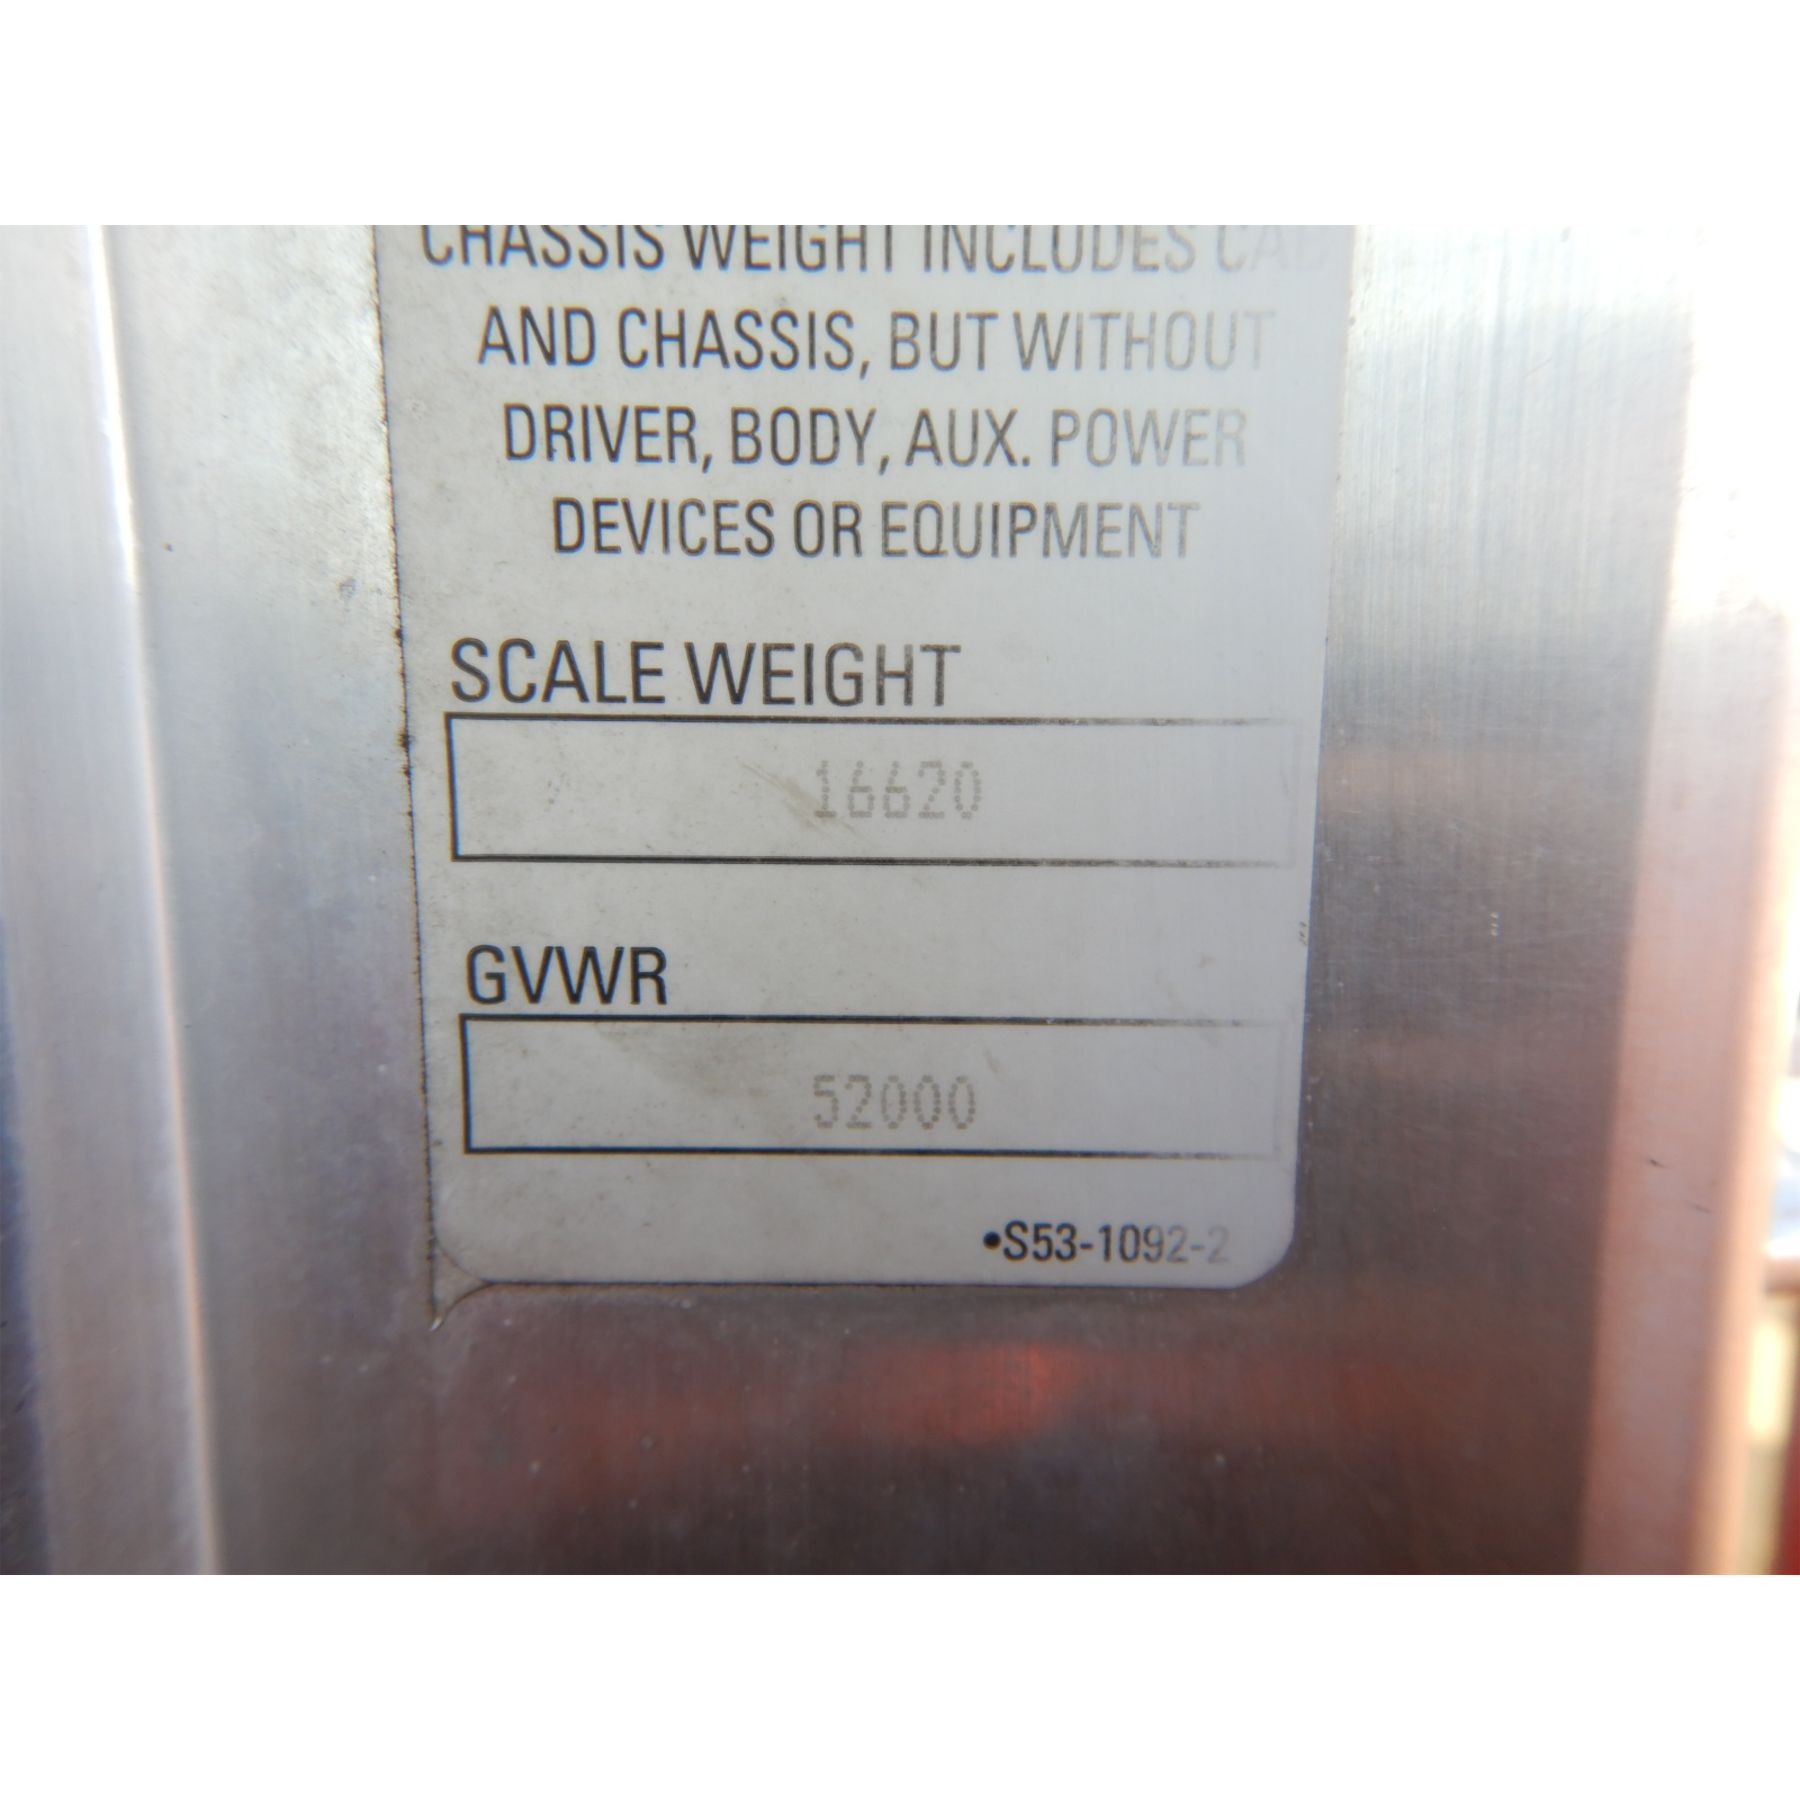 CHASSIS WEIGHT INCLUDES CAB
AND CHASSIS, BUT WITHOUT
DRIVER, BODY, AUX. POWER
DEVICES OR EQUIPMENT
SCALE WEIGHT
16620
GVWR
52000
•S53-1092-2